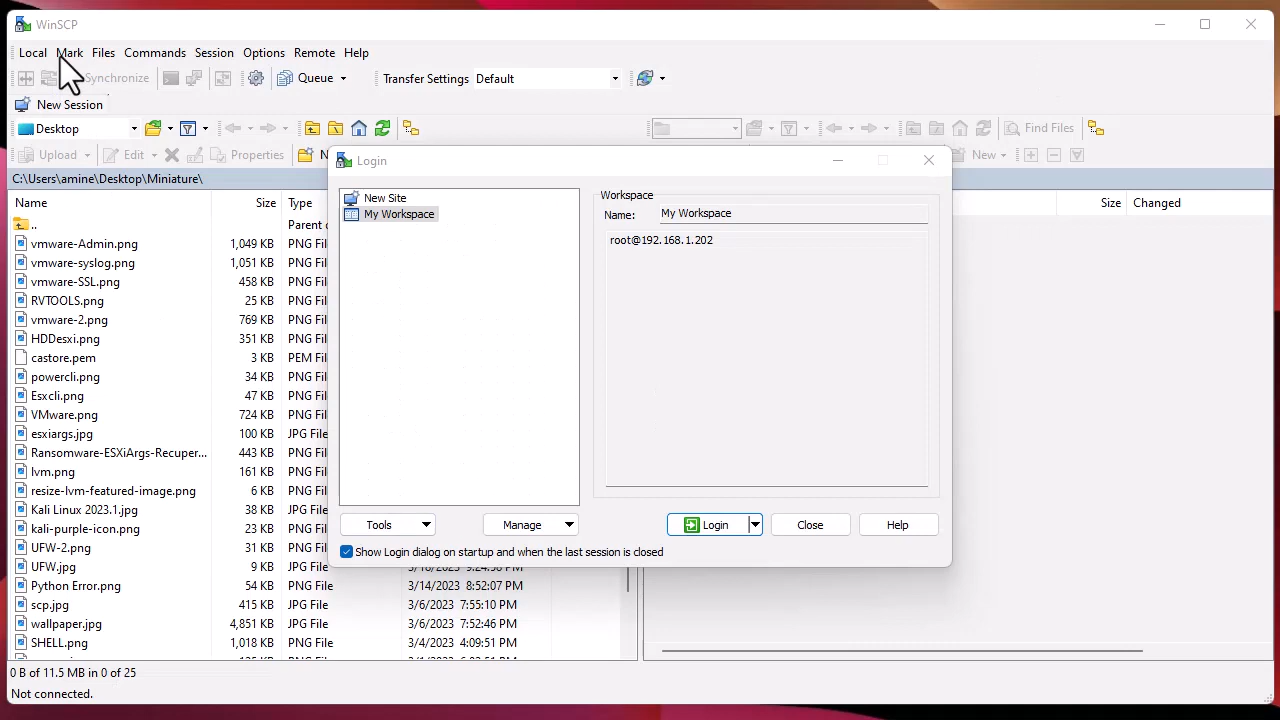 WinSCP
Local Mark Files Commands Session Options Remote Help
Synchronize Queue Transfer Settings Default
New Session
Desktop Find Files
Upload Edit Properties New
C:\Users\amine\Desktop\Miniature\
Name Size Type Size Changed
..
vmware-Admin.png 1,049 KB PNG Fil
vmware-syslog.png 1,051 KB PNG Fil
vmware-SSL.png 458 KB PNG Fil
RVTOOLS.png 25 KB PNG Fil
vmware-2.png 769 KB PNG Fil
HDDesxi.png 351 KB PNG Fil
castore.pem 3 KB PEM Fil
powercli.png 34 KB PNG Fil
Esxcli.png 47 KB PNG Fil
VMware.png 724 KB PNG Fil
esxiargs.jpg 100 KB JPG File
Ransomware-ESXiArgs-Recuper... 443 KB PNG Fil
lvm.png 161 KB PNG Fil
resize-lvm-featured-image.png 6 KB PNG Fil
Kali Linux 2023.1.jpg 38 KB JPG File
kali-purple-icon.png 23 KB PNG Fil
UFW-2.png 31 KB PNG Fil
UFW.jpg 9 KB JPG File
Python Error.png 54 KB PNG File 3/14/2023 8:52:07 PM
scp.jpg 415 KB JPG File 3/6/2023 7:55:10 PM
wallpaper.jpg 4,851 KB JPG File 3/6/2023 7:52:46 PM
SHELL.png 1,018 KB PNG File 3/4/2023 4:09:51 PM
0 B of 11.5 MB in 0 of 25
Not connected.
Login
New Site
My Workspace
Workspace
Name: My Workspace
root@192.168.1.202
Tools Manage Login Close Help
Show Login dialog on startup and when the last session is closed